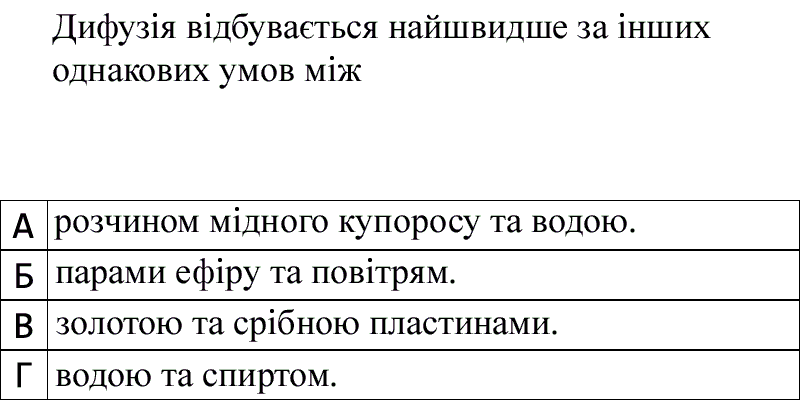 Дифузія відбувається найшвидше за інших
однакових умов між
А розчином мідного купоросу та водою.
Б парами ефіру та повітрям.
В золотою та срібною пластинами.
Г водою та спиртом.